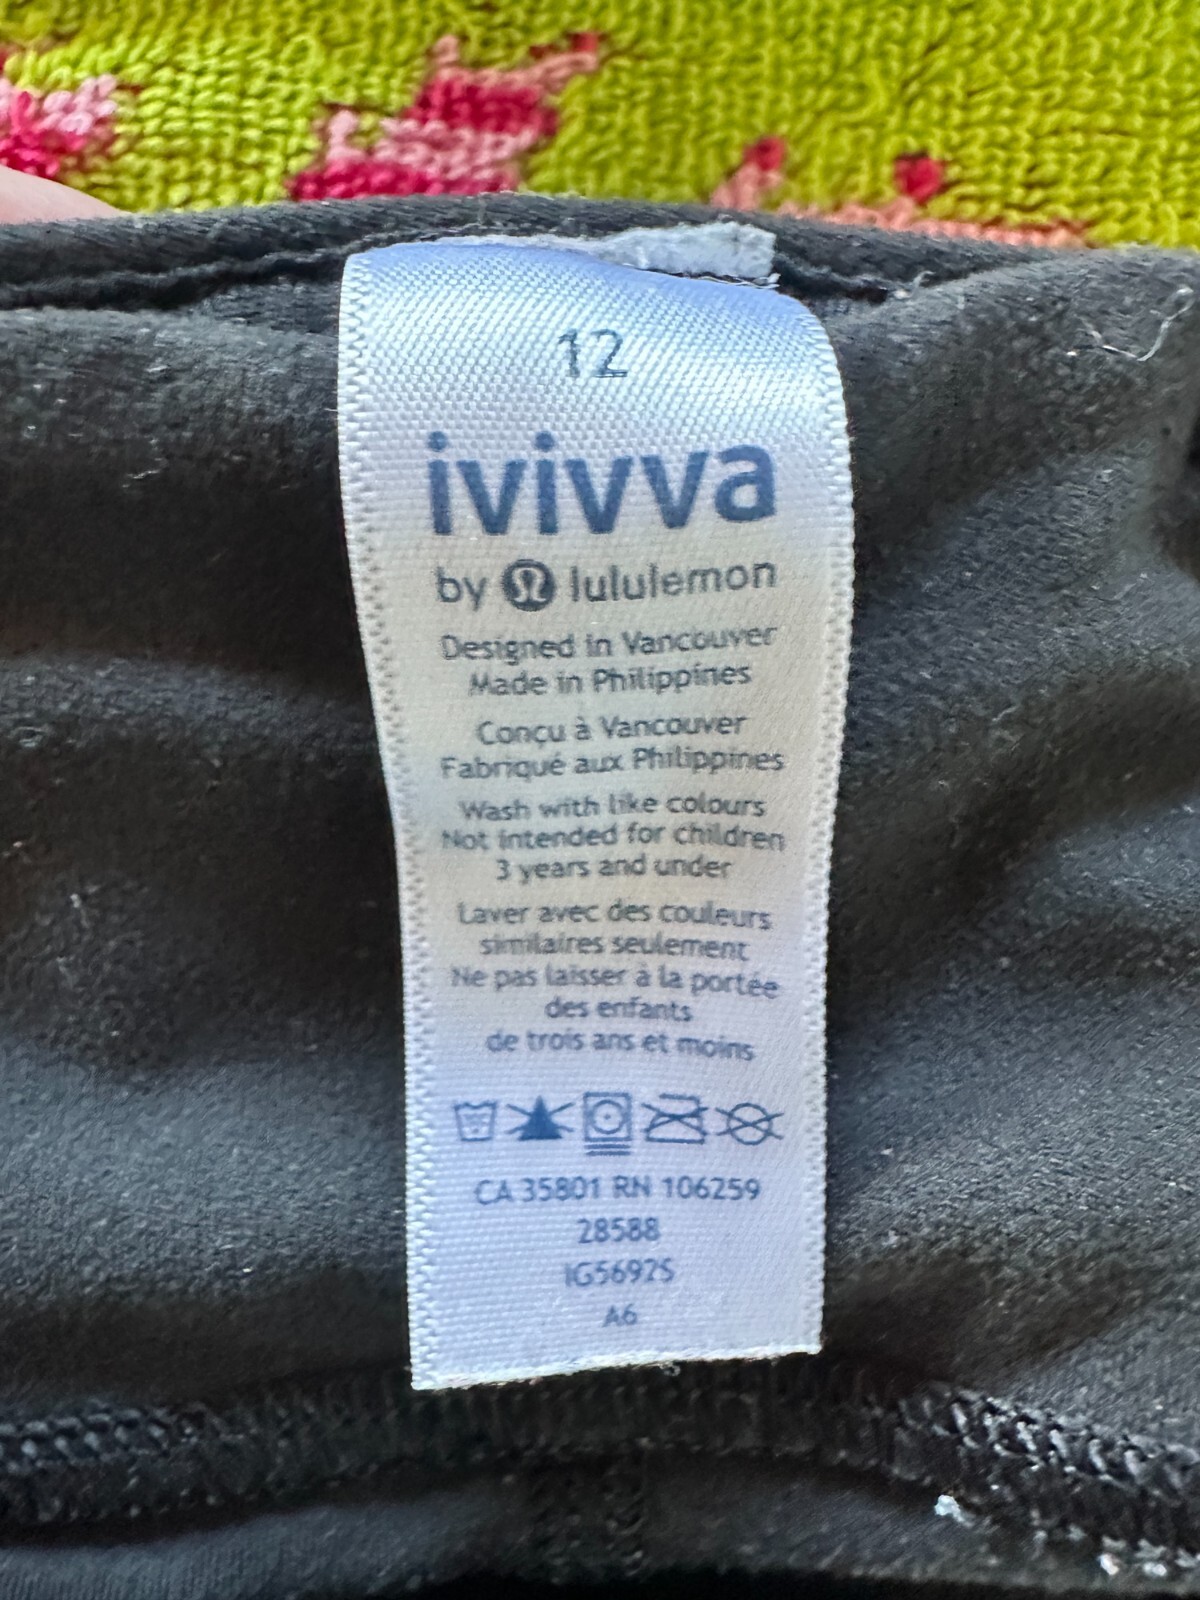 12
ivivva
by lululemon
Designed in Vancouver
Made in Philippines
Conçu à Vancouver
Fabriqué aux Philippines
Wash with like colours
Not intended for children
3 years and under
Laver avec des couleurs
similaires seulement
Ne pas laisser à la portée
des enfants
de trois ans et moins
CA 35801 RN 106259
28588
IG5692S
A6